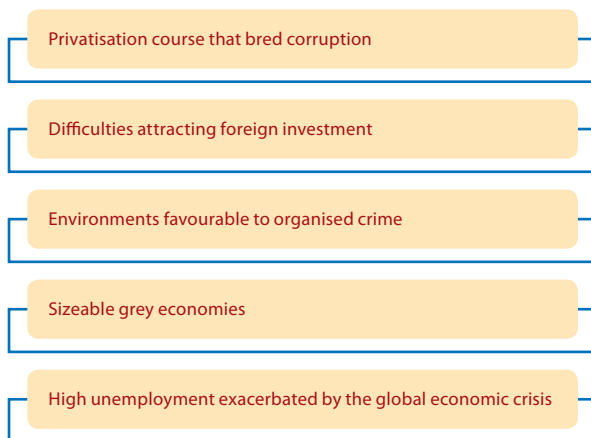 Privatisation course that bred corruption
Difficulties attracting foreign investment
Environments favourable to organised crime
Sizeable grey economies
High unemployment exacerbated by the global economic crisis